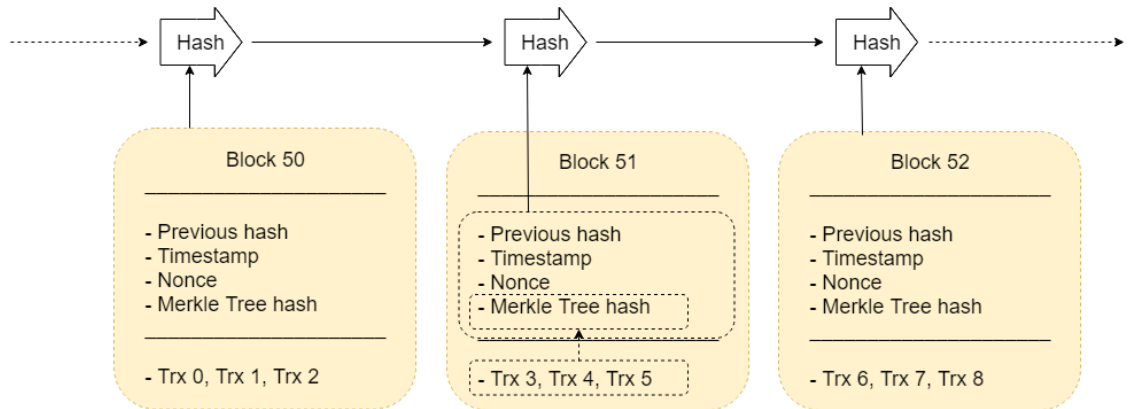 Hash
Hash
Hash
Block 50
- Previous hash
- Timestamp
- Nonce
- Merkle Tree hash
- Trx 0, Trx 1, Trx 2
Block 51
- Previous hash
- Timestamp
- Nonce
- Merkle Tree hash
- Trx 3, Trx 4, Trx 5
Block 52
- Previous hash
- Timestamp
- Nonce
- Merkle Tree hash
- Trx 6, Trx 7, Trx 8